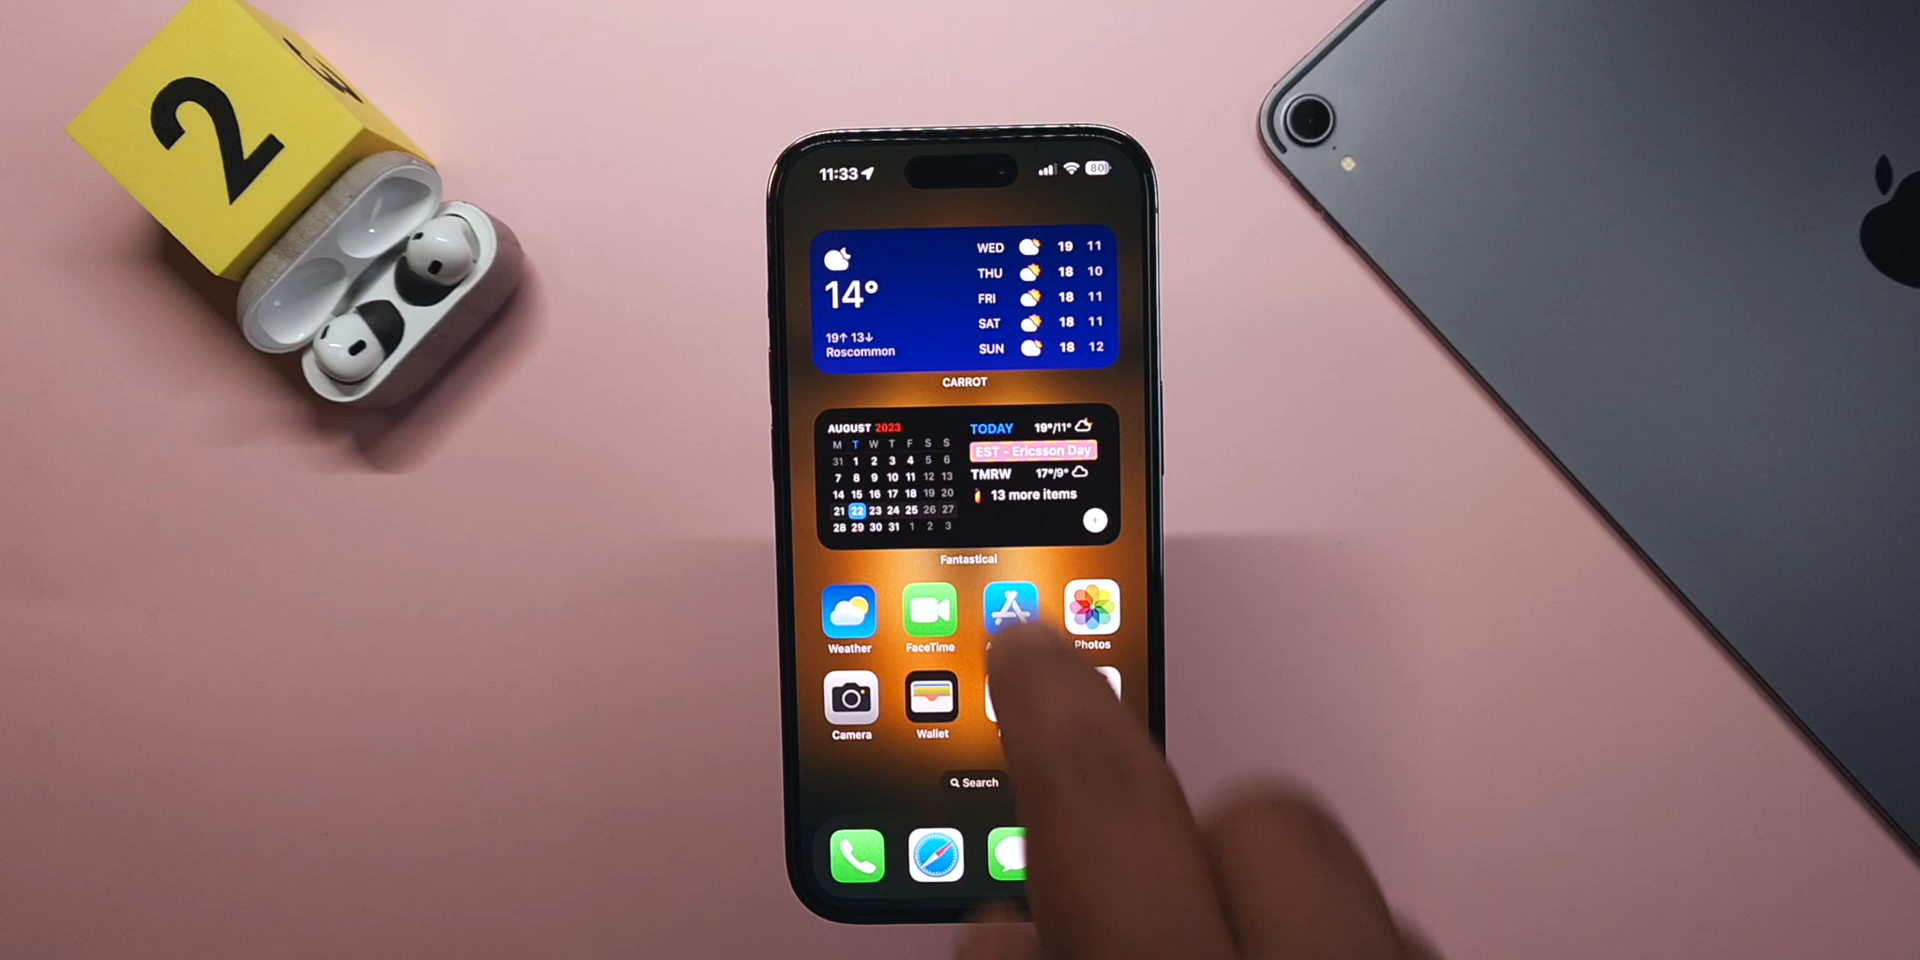 2
11:33
80
14°
19↑ 13↓
Roscommon
WED 19 11
THU 18 10
FRI 18 11
SAT 18 11
SUN 18 12
CARROT
AUGUST 2023
M T W T F S S
31 1 2 3 4 5 6
7 8 9 10 11 12 13
14 15 16 17 18 19 20
21 22 23 24 25 26 27
28 29 30 31 1 2 3
TODAY 19°/11°
EST - Ericsson Day
TMRW 17°/9°
13 more items
+
Fantastical
Weather FaceTime Photos
Camera Wallet
Search